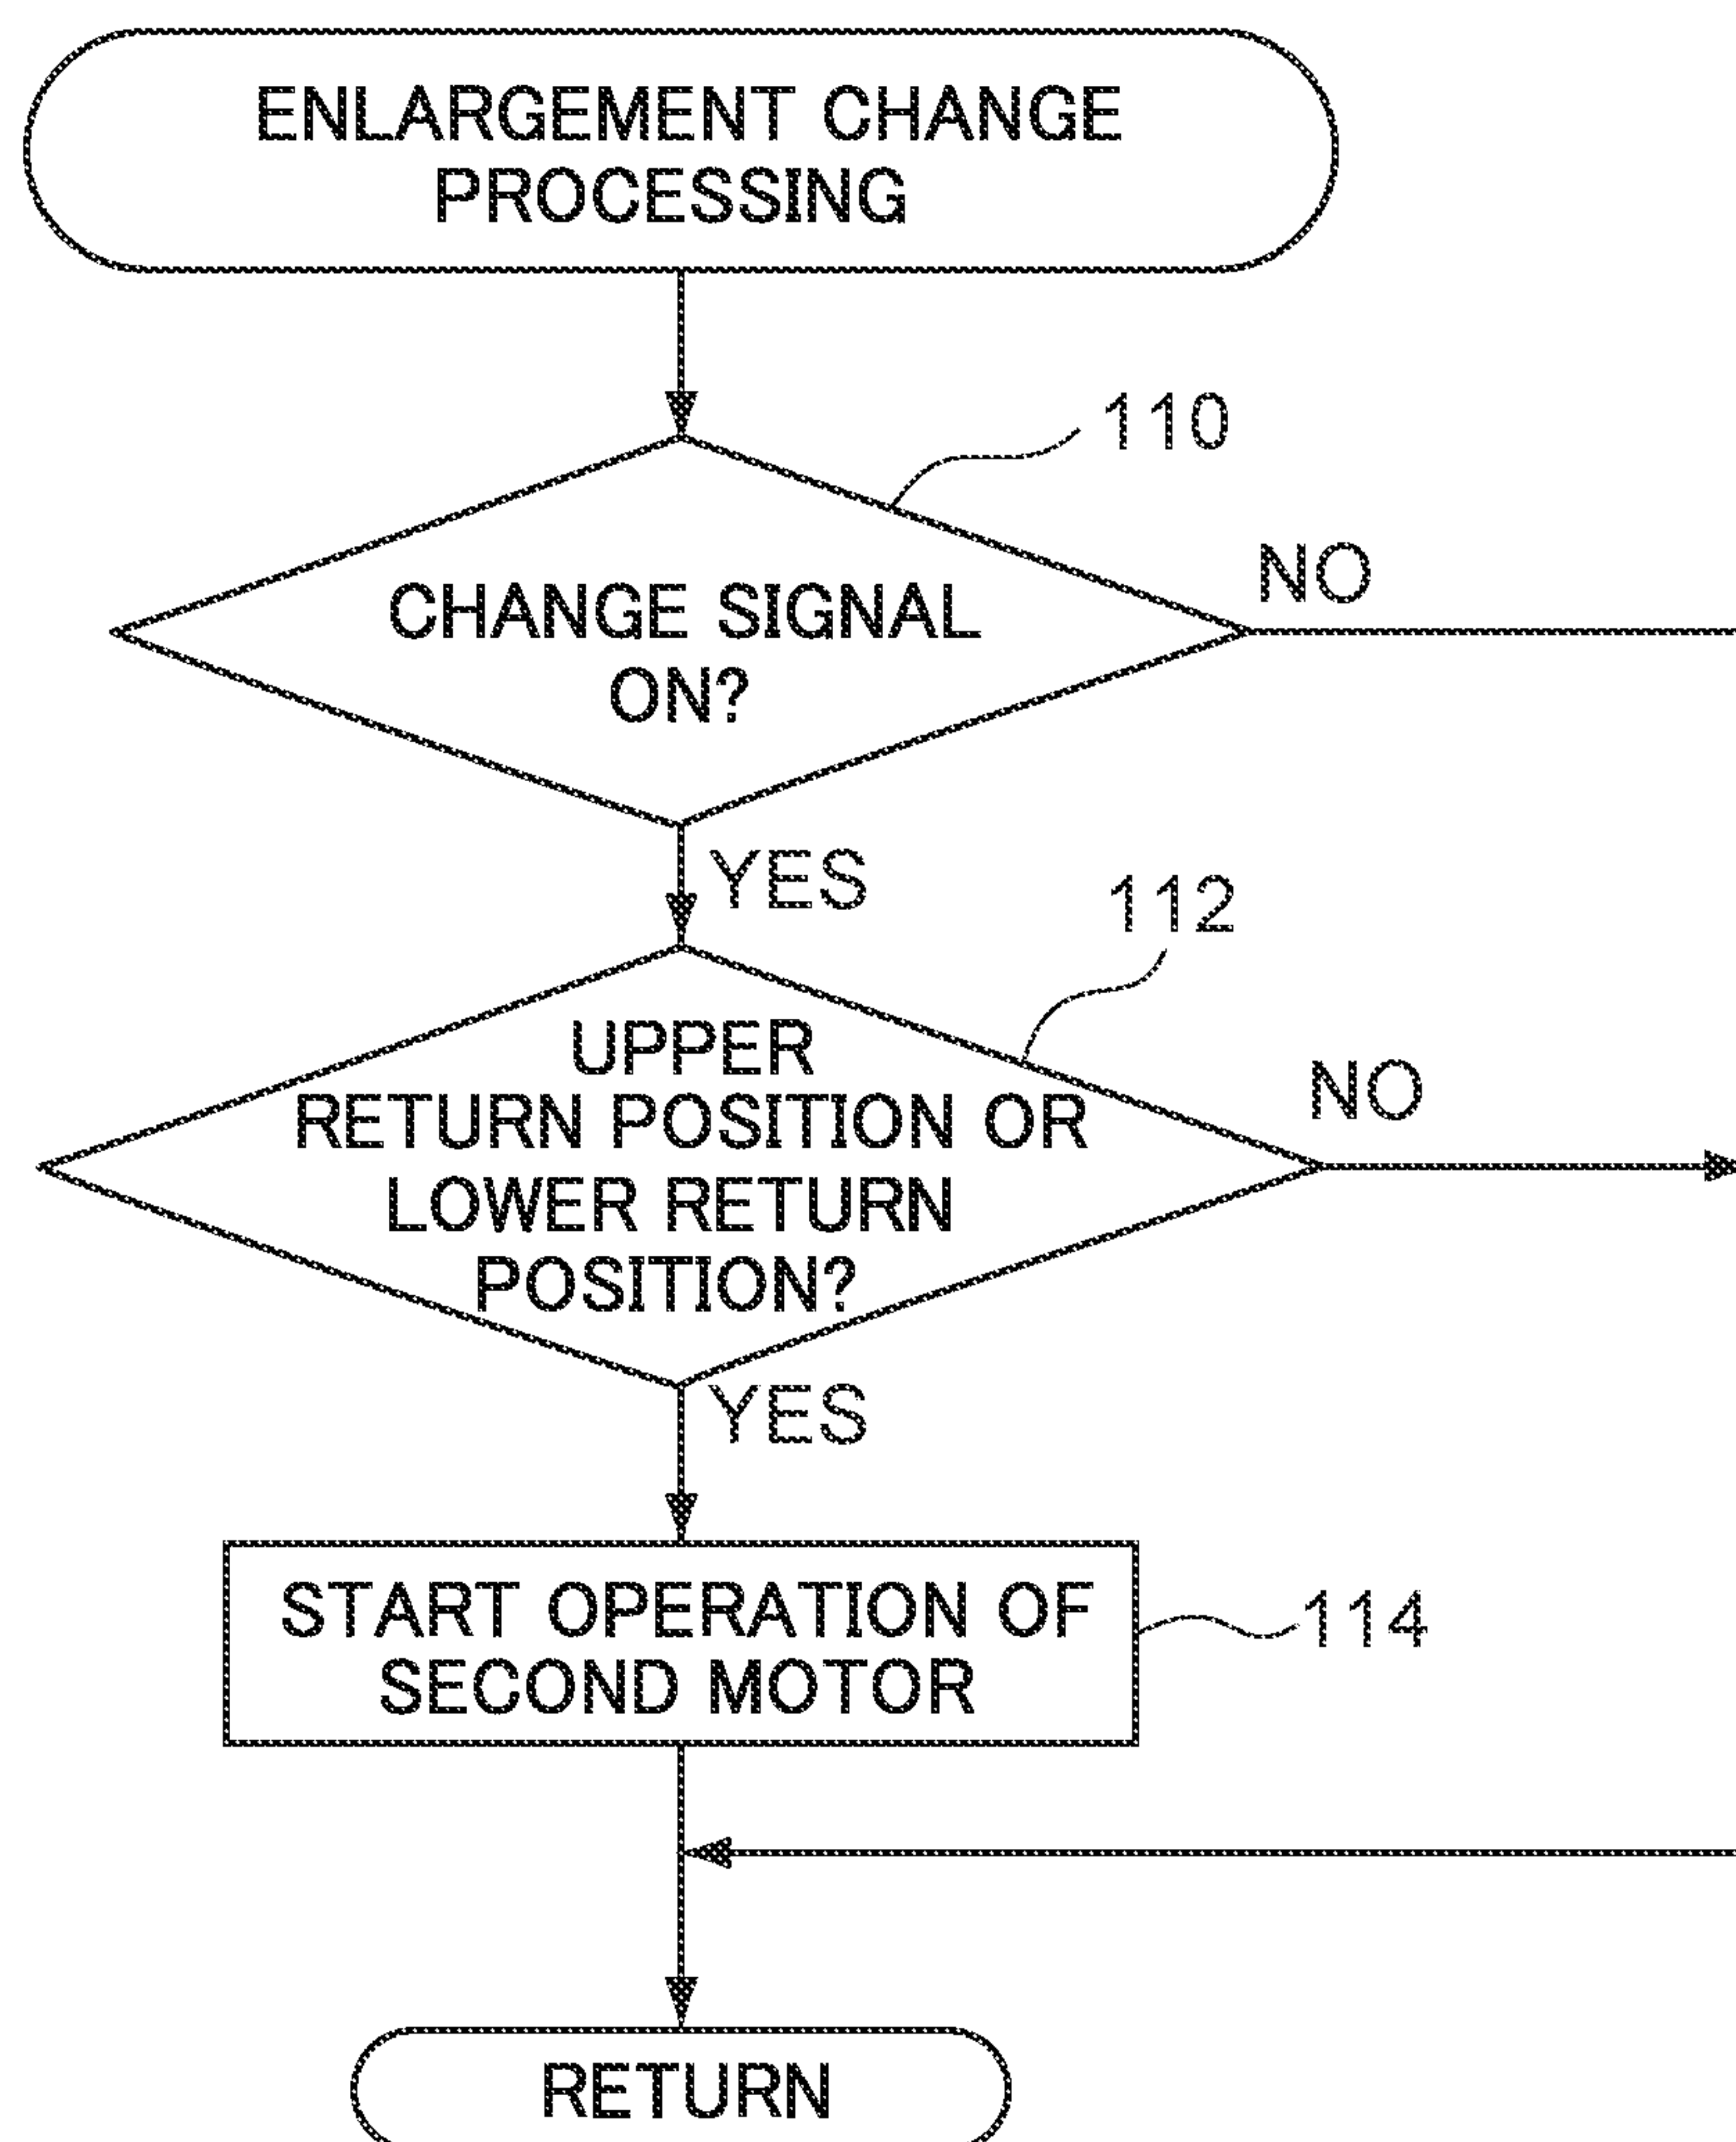 ENLARGEMENT CHANGE
PROCESSING
110
CHANGE SIGNAL
ON?
NO
YES
112
UPPER
RETURN POSITION OR
LOWER RETURN
POSITION?
NO
YES
START OPERATION OF
SECOND MOTOR
114
RETURN